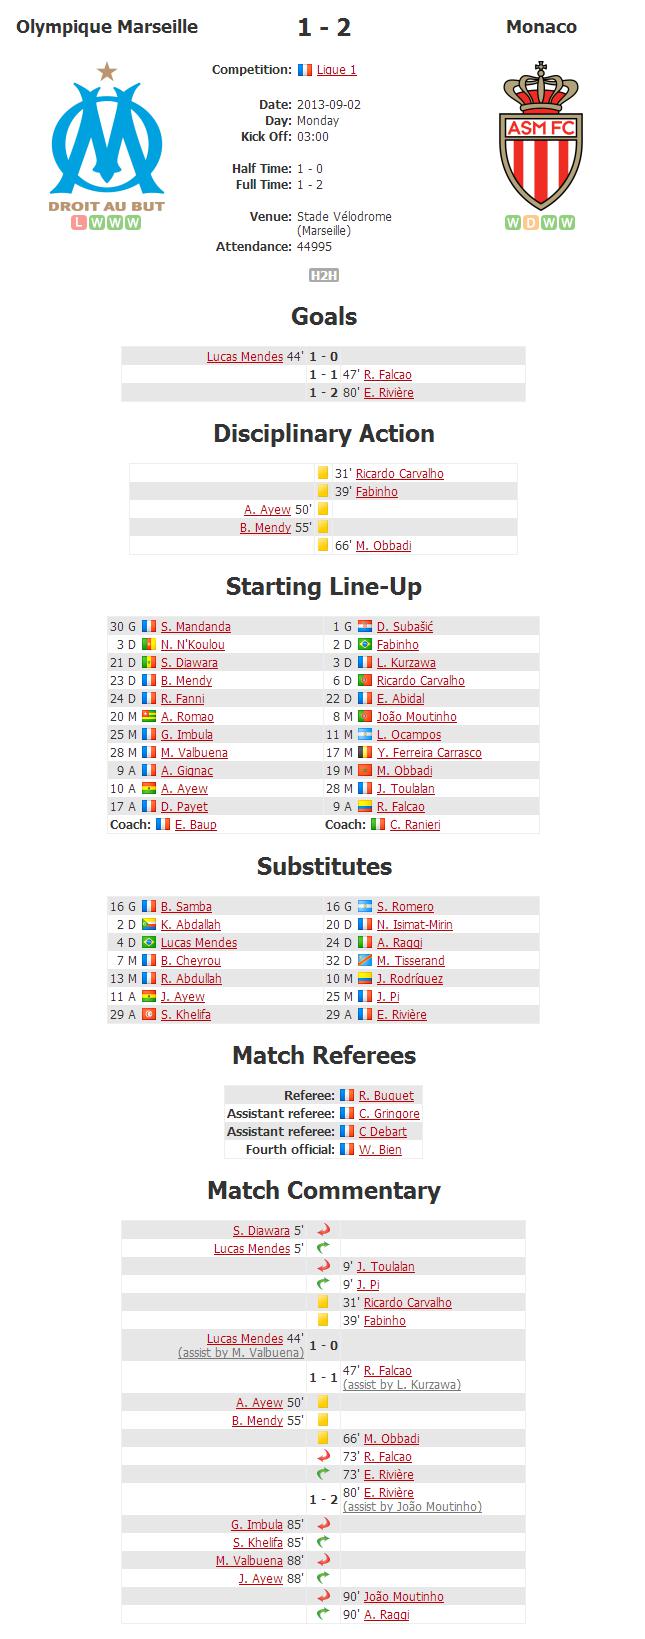 Olympique Marseille 1 - 2 Monaco
Competition: Ligue 1
Date: 2013-09-02
Day: Monday
Kick Off: 03:00
Half Time: 1 - 0
Full Time: 1 - 2
Venue: Stade Vélodrome
(Marseille)
Attendance: 44995
DROIT AU BUT
L W W W
ASM FC
W D W W
H2H
Goals
Lucas Mendes 44' 1 - 0
1 - 1 47' R. Falcao
1 - 2 80' E. Rivière
Disciplinary Action
31' Ricardo Carvalho
39' Fabinho
A. Ayew 50'
B. Mendy 55'
66' M. Obbadi
Starting Line-Up
30 G S. Mandanda 1 G D. Subašić
3 D N. N'Koulou 2 D Fabinho
21 D S. Diawara 3 D L. Kurzawa
23 D B. Mendy 6 D Ricardo Carvalho
24 D R. Fanni 22 D E. Abidal
20 M A. Romao 8 M João Moutinho
25 M G. Imbula 11 M L. Ocampos
28 M M. Valbuena 17 M Y. Ferreira Carrasco
9 A A. Gignac 19 M M. Obbadi
10 A A. Ayew 28 M J. Toulalan
17 A D. Payet 9 A R. Falcao
Coach: E. Baup Coach: C. Ranieri
Substitutes
16 G B. Samba 16 G S. Romero
2 D K. Abdallah 20 D N. Isimat-Mirin
4 D Lucas Mendes 24 D A. Raggi
7 M B. Cheyrou 32 D M. Tisserand
13 M R. Abdullah 10 M J. Rodríguez
11 A J. Ayew 25 M J. Pi
29 A S. Khelifa 29 A E. Rivière
Match Referees
Referee: R. Buquet
Assistant referee: C. Gringore
Assistant referee: C Debart
Fourth official: W. Bien
Match Commentary
S. Diawara 5'
Lucas Mendes 5'
9' J. Toulalan
9' J. Pi
31' Ricardo Carvalho
39' Fabinho
Lucas Mendes 44' 1 - 0
(assist by M. Valbuena)
1 - 1 47' R. Falcao
(assist by L. Kurzawa)
A. Ayew 50'
B. Mendy 55'
66' M. Obbadi
73' R. Falcao
73' E. Rivière
1 - 2 80' E. Rivière
(assist by João Moutinho)
G. Imbula 85'
S. Khelifa 85'
M. Valbuena 88'
J. Ayew 88'
90' João Moutinho
90' A. Raggi